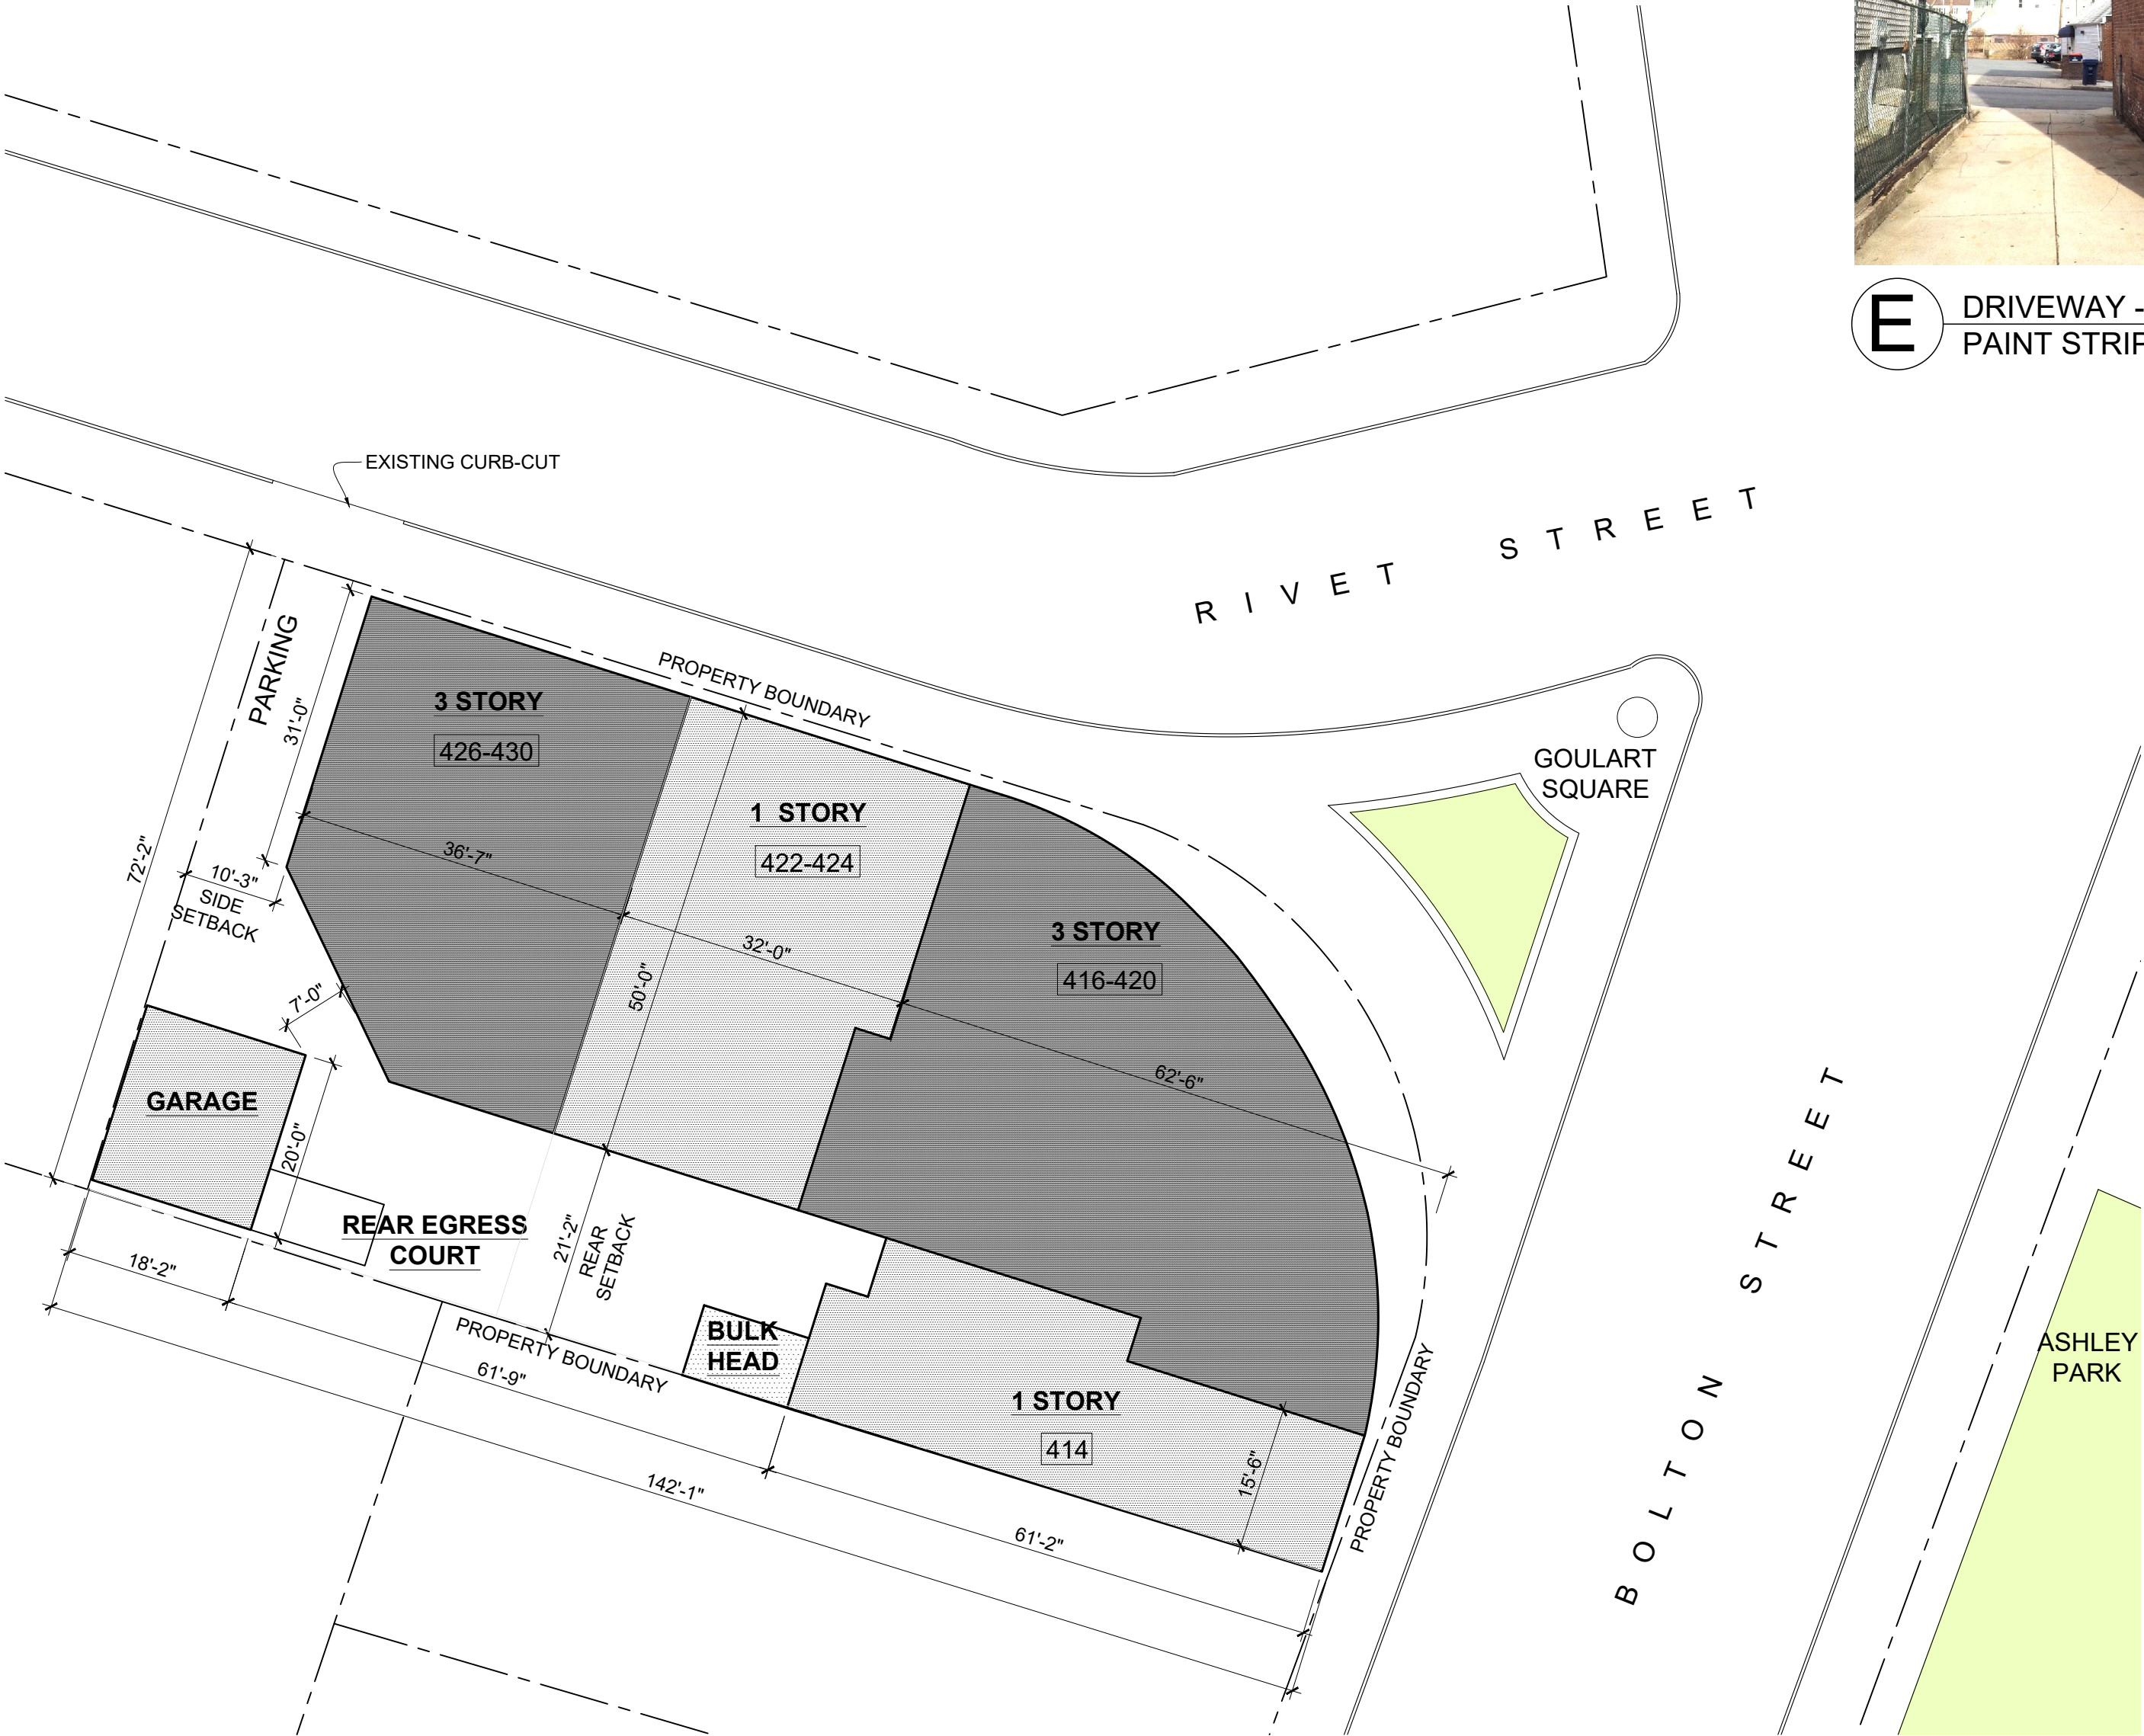 E
DRIVEWAY -
PAINT STRIP
EXISTING CURB-CUT
RIVET STREET
PARKING
31'-0"
PROPERTY BOUNDARY
3 STORY
426-430
GOULART
SQUARE
1 STORY
422-424
72'-2"
36'-7"
10'-3"
SIDE
SETBACK
32'-0"
3 STORY
416-420
50'-0"
7'-0"
62'-6"
GARAGE
20'-0"
REAR EGRESS
COURT
21'-2"
REAR
SETBACK
18'-2"
BULK
HEAD
PROPERTY BOUNDARY
61'-9"
1 STORY
414
15'-6"
PROPERTY BOUNDARY
142'-1"
61'-2"
BOLTON STREET
ASHLEY
PARK